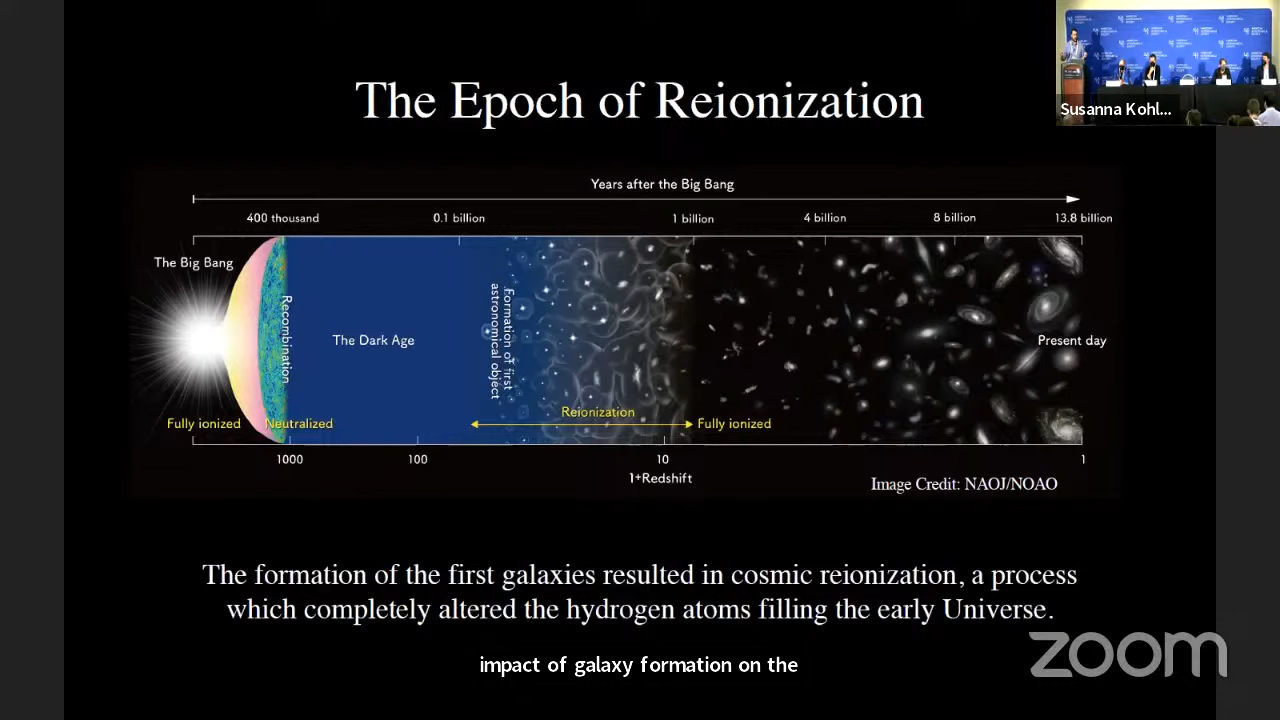 The Epoch of Reionization
Susanna Kohl...
Years after the Big Bang
400 thousand
0.1 billion
1 billion
4 billion
8 billion
13.8 billion
The Big Bang
Recombination
The Dark Age
Formation of first
astronomical object
Present day
Reionization
Fully ionized
Neutralized
Fully ionized
1000
100
10
1
1+Redshift
Image Credit: NAOJ/NOAO
The formation of the first galaxies resulted in cosmic reionization, a process
which completely altered the hydrogen atoms filling the early Universe.
zoom
impact of galaxy formation on the